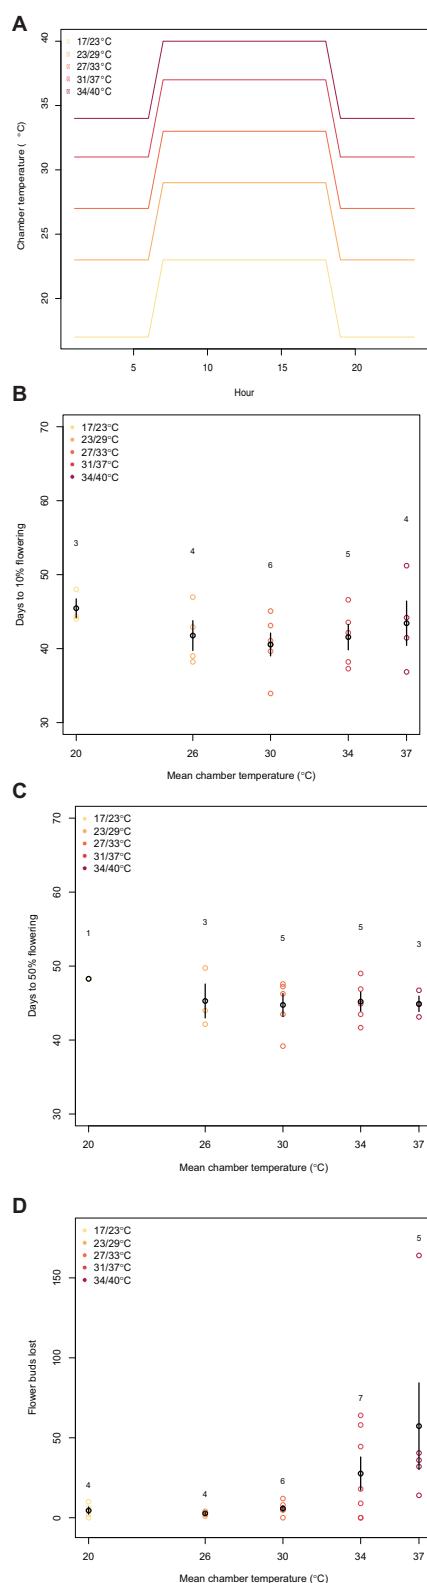 A
17/23°C
23/29°C
27/33°C
31/37°C
34/40°C
Chamber temperature ( °C)
40
35
30
25
20
5 10 15 20
Hour
B
17/23°C
23/29°C
27/33°C
31/37°C
34/40°C
Days to 10% flowering
70
60
50
40
30
3
4
6
5
4
20 26 30 34 37
Mean chamber temperature (°C)
C
17/23°C
23/29°C
27/33°C
31/37°C
34/40°C
Days to 50% flowering
70
60
50
40
30
1
3
5
5
3
20 26 30 34 37
Mean chamber temperature (°C)
D
17/23°C
23/29°C
27/33°C
31/37°C
34/40°C
Flower buds lost
150
100
50
0
4
4
6
7
5
20 26 30 34 37
Mean chamber temperature (°C)